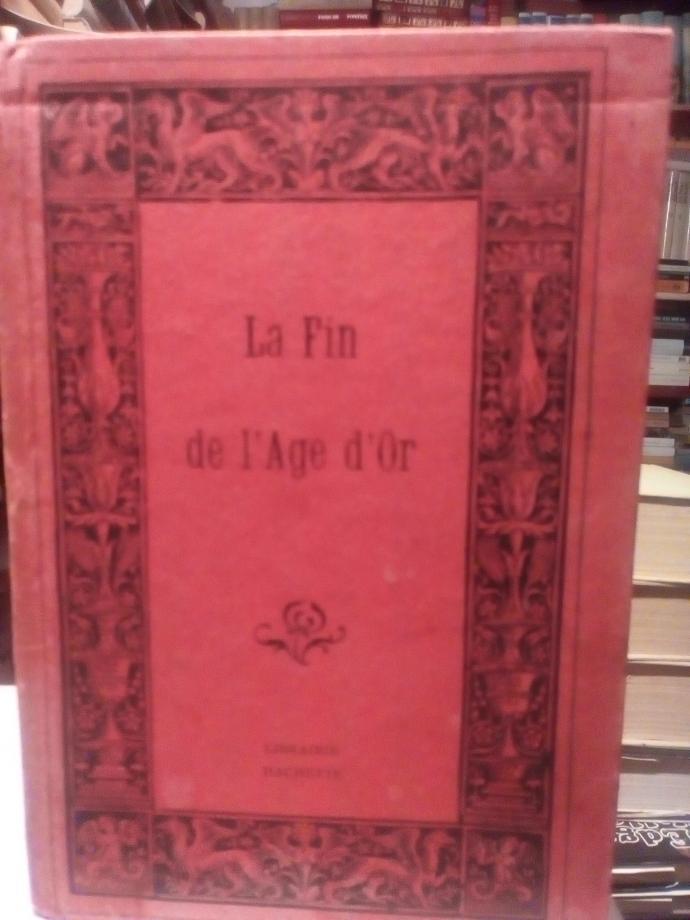 La Fin
de l'Age d'Or
LIBRAIRIE
HACHETTE